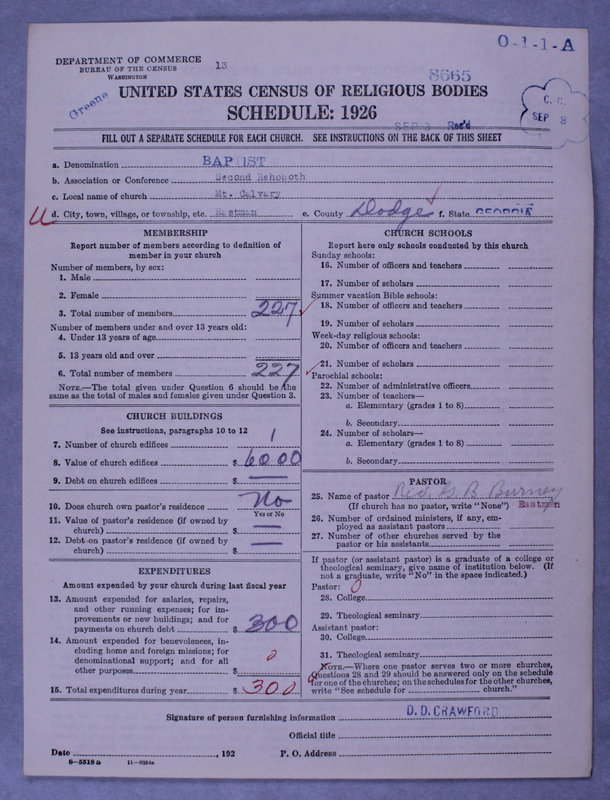 O-1-1-A
DEPARTMENT OF COMMERCE
BUREAU OF THE CENSUS
WASHINGTON
13
8665
Greene
UNITED STATES CENSUS OF RELIGIOUS BODIES
SCHEDULE: 1926
C. C.
SEP 8
SEP 3 Rec'd
FILL OUT A SEPARATE SCHEDULE FOR EACH CHURCH. SEE INSTRUCTIONS ON THE BACK OF THIS SHEET
a. Denomination BAPTIST
b. Association or Conference Second Rehoboth
c. Local name of church Mt. Calvary
d. City, town, village, or township, etc. Eastman e. County Dodge f. State GEORGIA
MEMBERSHIP
Report number of members according to definition of
member in your church
Number of members, by sex:
1. Male
2. Female
3. Total number of members 227
Number of members under and over 13 years old:
4. Under 13 years of age
5. 13 years old and over
6. Total number of members 227
NOTE.—The total given under Question 6 should be the
same as the total of males and females given under Question 3.
CHURCH BUILDINGS
See instructions, paragraphs 10 to 12
7. Number of church edifices 1
8. Value of church edifices $ 6000
9. Debt on church edifices $ —
10. Does church own pastor's residence No
Yes or No
11. Value of pastor's residence (if owned by
church) $ —
12. Debt on pastor's residence (if owned by
church) $ —
EXPENDITURES
Amount expended by your church during last fiscal year
13. Amount expended for salaries, repairs,
and other running expenses; for im-
provements or new buildings; and for
payments on church debt $ 300
14. Amount expended for benevolences, in-
cluding home and foreign missions; for
denominational support; and for all
other purposes $ 0
15. Total expenditures during year $ 300
CHURCH SCHOOLS
Report here only schools conducted by this church
Sunday schools:
16. Number of officers and teachers
17. Number of scholars
Summer vacation Bible schools:
18. Number of officers and teachers
19. Number of scholars
Week-day religious schools:
20. Number of officers and teachers
21. Number of scholars
Parochial schools:
22. Number of administrative officers
23. Number of teachers—
a. Elementary (grades 1 to 8)
b. Secondary
24. Number of scholars—
a. Elementary (grades 1 to 8)
b. Secondary
PASTOR
25. Name of pastor Rev. G. B. Burney
(If church has no pastor, write "None") Eastman
26. Number of ordained ministers, if any, em-
ployed as assistant pastors
27. Number of other churches served by the
pastor or his assistants
If pastor (or assistant pastor) is a graduate of a college or
theological seminary, give name of institution below. (If
not a graduate, write "No" in the space indicated.)
Pastor: 0
28. College
29. Theological seminary
Assistant pastor:
30. College
31. Theological seminary
NOTE.—Where one pastor serves two or more churches,
Questions 28 and 29 should be answered only on the schedule
for one of the churches; on the schedules for the other churches,
write "See schedule for church."
Signature of person furnishing information D. D. CRAWFORD
Official title
Date , 192 P. O. Address
8—5518 a